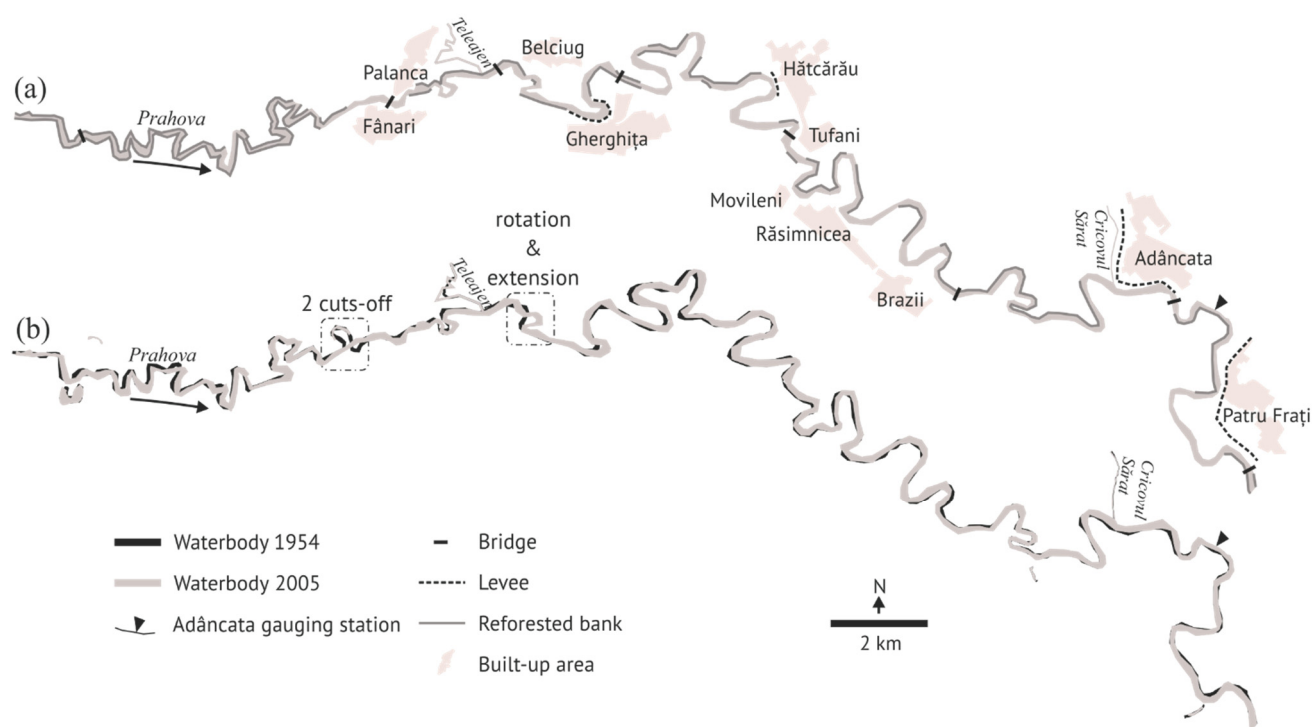 (a)
Prahova
Teleajen
Palanca
Fânari
Belciug
Gherghița
Hătcărău
Tufani
Movileni
Răsimnicea
Brazii
Cricovul
Sărat
Adâncata
Patru Frați
(b)
Prahova
2 cuts-off
Teleajen
rotation
&
extension
Cricovul
Sărat
Waterbody 1954
Waterbody 2005
Adâncata gauging station
Bridge
Levee
Reforested bank
Built-up area
N
2 km